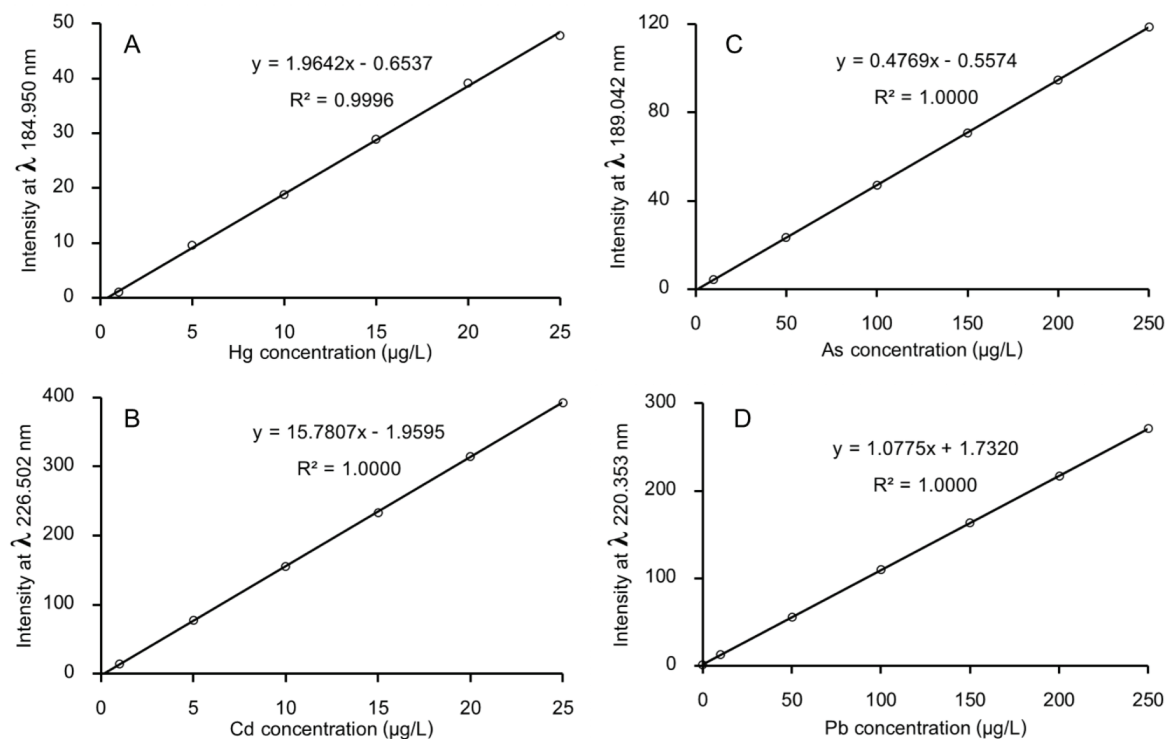 A
y = 1.9642x - 0.6537
R² = 0.9996
Intensity at λ 184.950 nm
50
40
30
20
10
0
0 5 10 15 20 25
Hg concentration (µg/L)
C
y = 0.4769x - 0.5574
R² = 1.0000
Intensity at λ 189.042 nm
120
80
40
0
0 50 100 150 200 250
As concentration (µg/L)
B
y = 15.7807x - 1.9595
R² = 1.0000
Intensity at λ 226.502 nm
400
300
200
100
0
0 5 10 15 20 25
Cd concentration (µg/L)
D
y = 1.0775x + 1.7320
R² = 1.0000
Intensity at λ 220.353 nm
300
200
100
0
0 50 100 150 200 250
Pb concentration (µg/L)